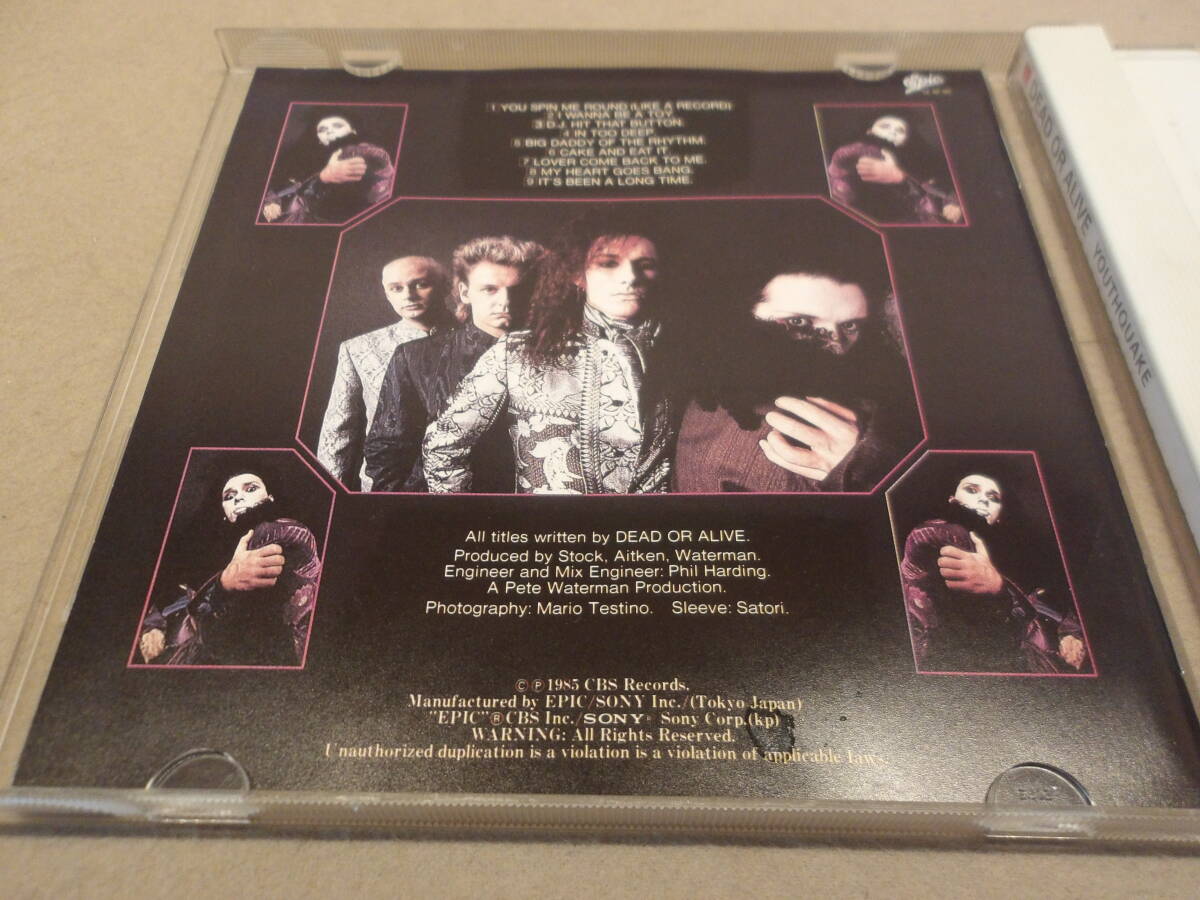 Epic
1 YOU SPIN ME ROUND (LIKE A RECORD)
2 I WANNA BE A TOY.
3 D.J. HIT THAT BUTTON.
4 IN TOO DEEP.
5 BIG DADDY OF THE RHYTHM.
6 CAKE AND EAT IT.
7 LOVER COME BACK TO ME.
8 MY HEART GOES BANG.
9 IT'S BEEN A LONG TIME.
All titles written by DEAD OR ALIVE.
Produced by Stock, Aitken, Waterman.
Engineer and Mix Engineer: Phil Harding.
A Pete Waterman Production.
Photography: Mario Testino. Sleeve: Satori.
© ℗ 1985 CBS Records,
Manufactured by EPIC/SONY Inc./(Tokyo Japan)
"EPIC" ® CBS Inc./SONY® Sony Corp.(kp)
WARNING: All Rights Reserved.
Unauthorized duplication is a violation is a violation of applicable laws.
DEAD OR ALIVE YOUTHQUAKE